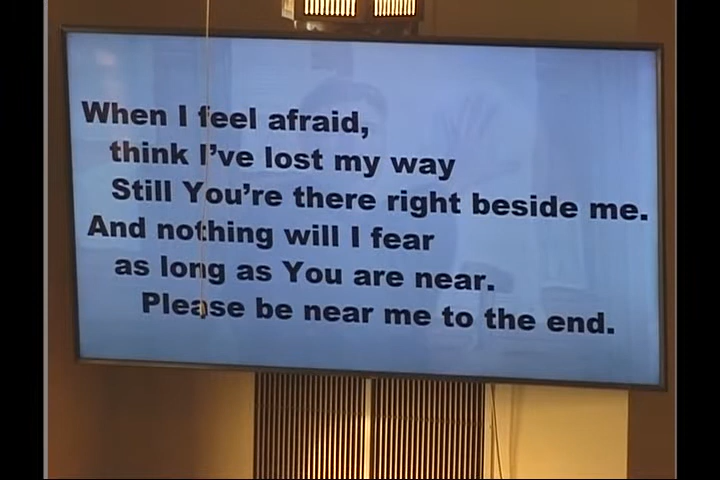 When I feel afraid,
think I've lost my way
Still You're there right beside me.
And nothing will I fear
as long as You are near.
Please be near me to the end.